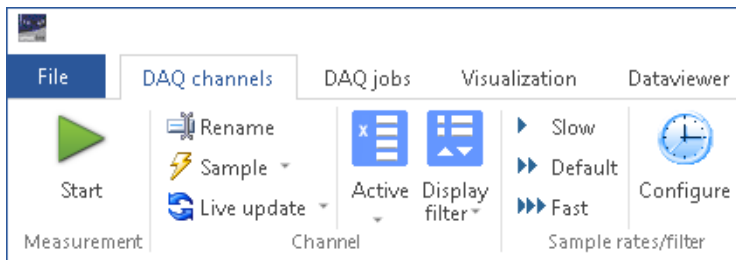 File DAQ channels DAQ jobs Visualization Dataviewer
Start
Rename
Sample
Live update
Active
Display
filter
Slow
Default
Fast
Configure
Measurement Channel Sample rates/filter